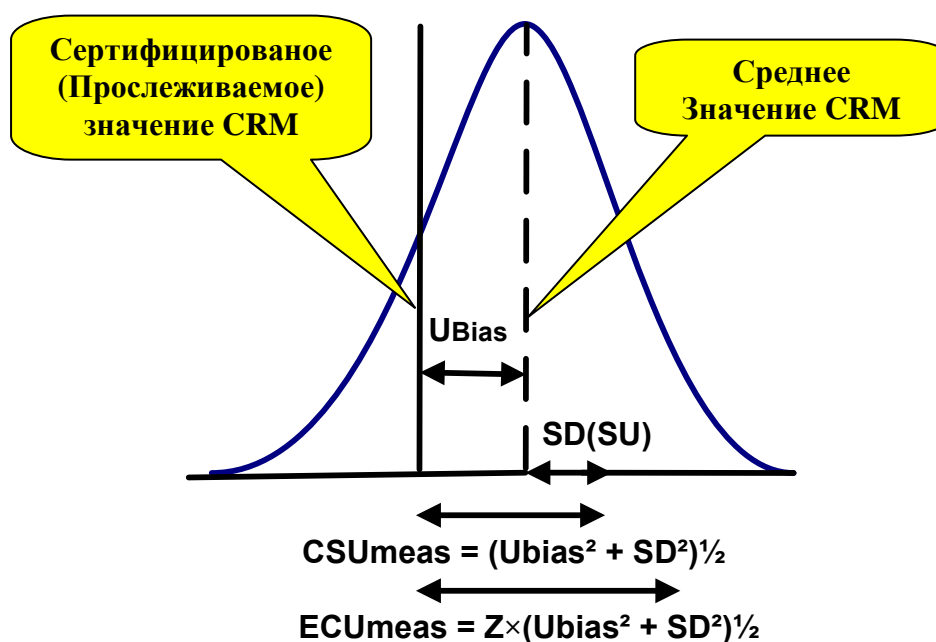 Сертифицированое
(Прослеживаемое)
значение CRM
Среднее
Значение CRM
UBias
SD(SU)
CSUmeas = (Ubias² + SD²)½
ECUmeas = Z×(Ubias² + SD²)½